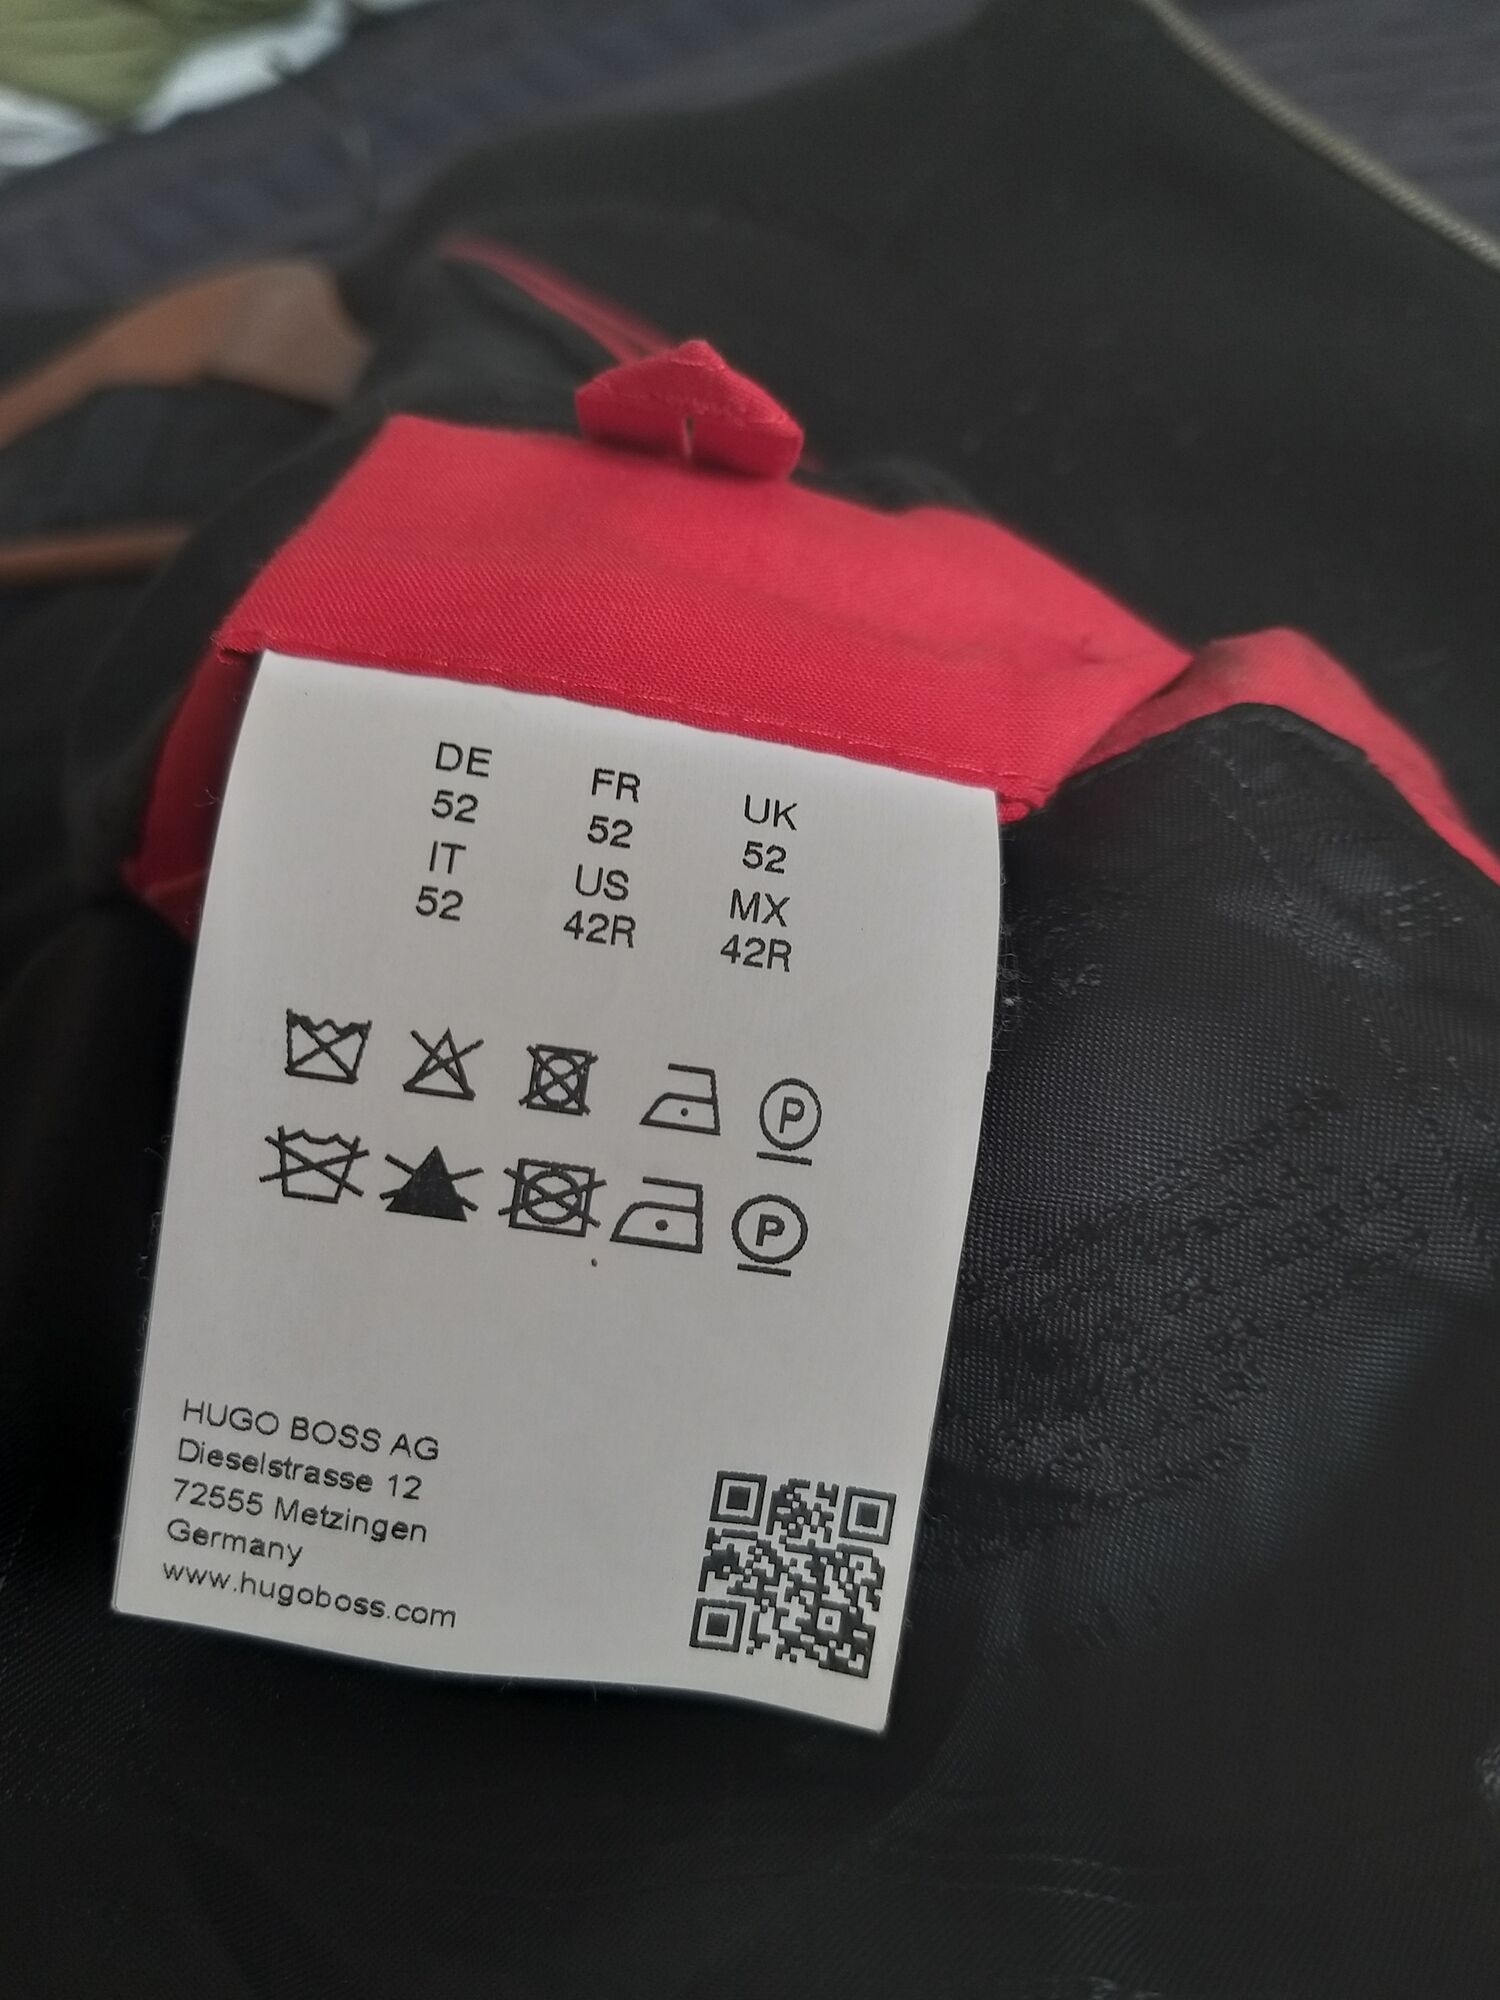 DE FR UK
52 52 52
IT US MX
52 42R 42R
P
P
HUGO BOSS AG
Dieselstrasse 12
72555 Metzingen
Germany
www.hugoboss.com